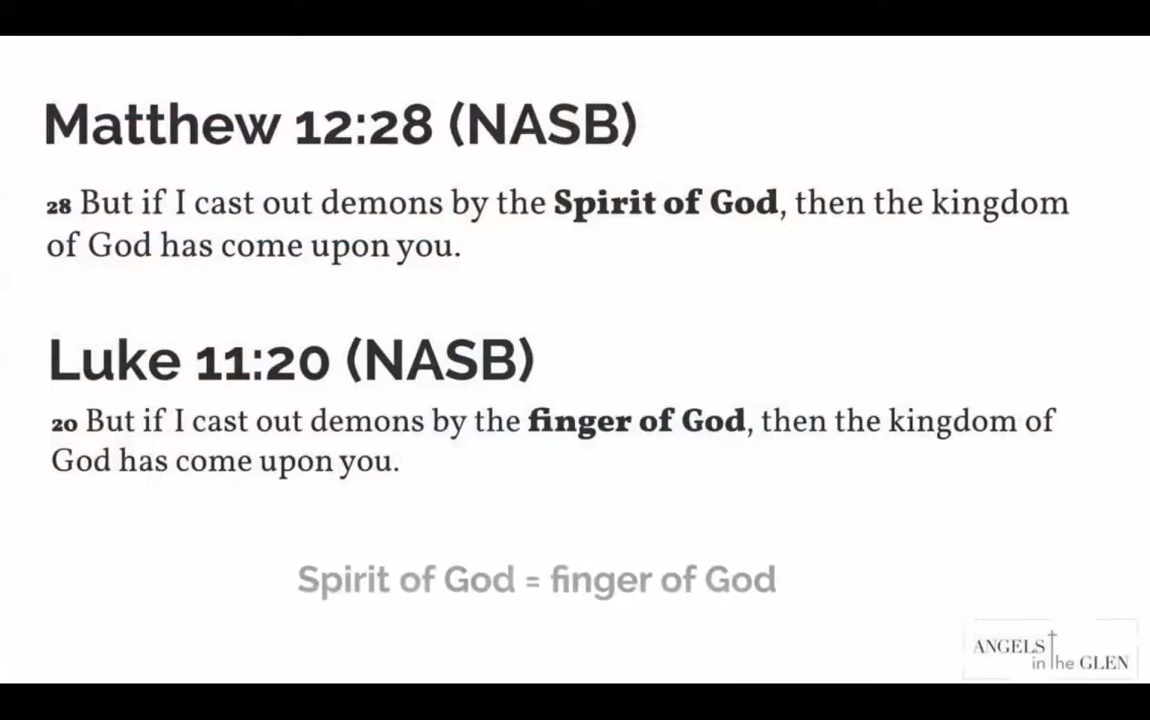 Matthew 12:28 (NASB)
28 But if I cast out demons by the Spirit of God, then the kingdom
of God has come upon you.
Luke 11:20 (NASB)
20 But if I cast out demons by the finger of God, then the kingdom of
God has come upon you.
Spirit of God = finger of God
ANGELS
in the GLEN